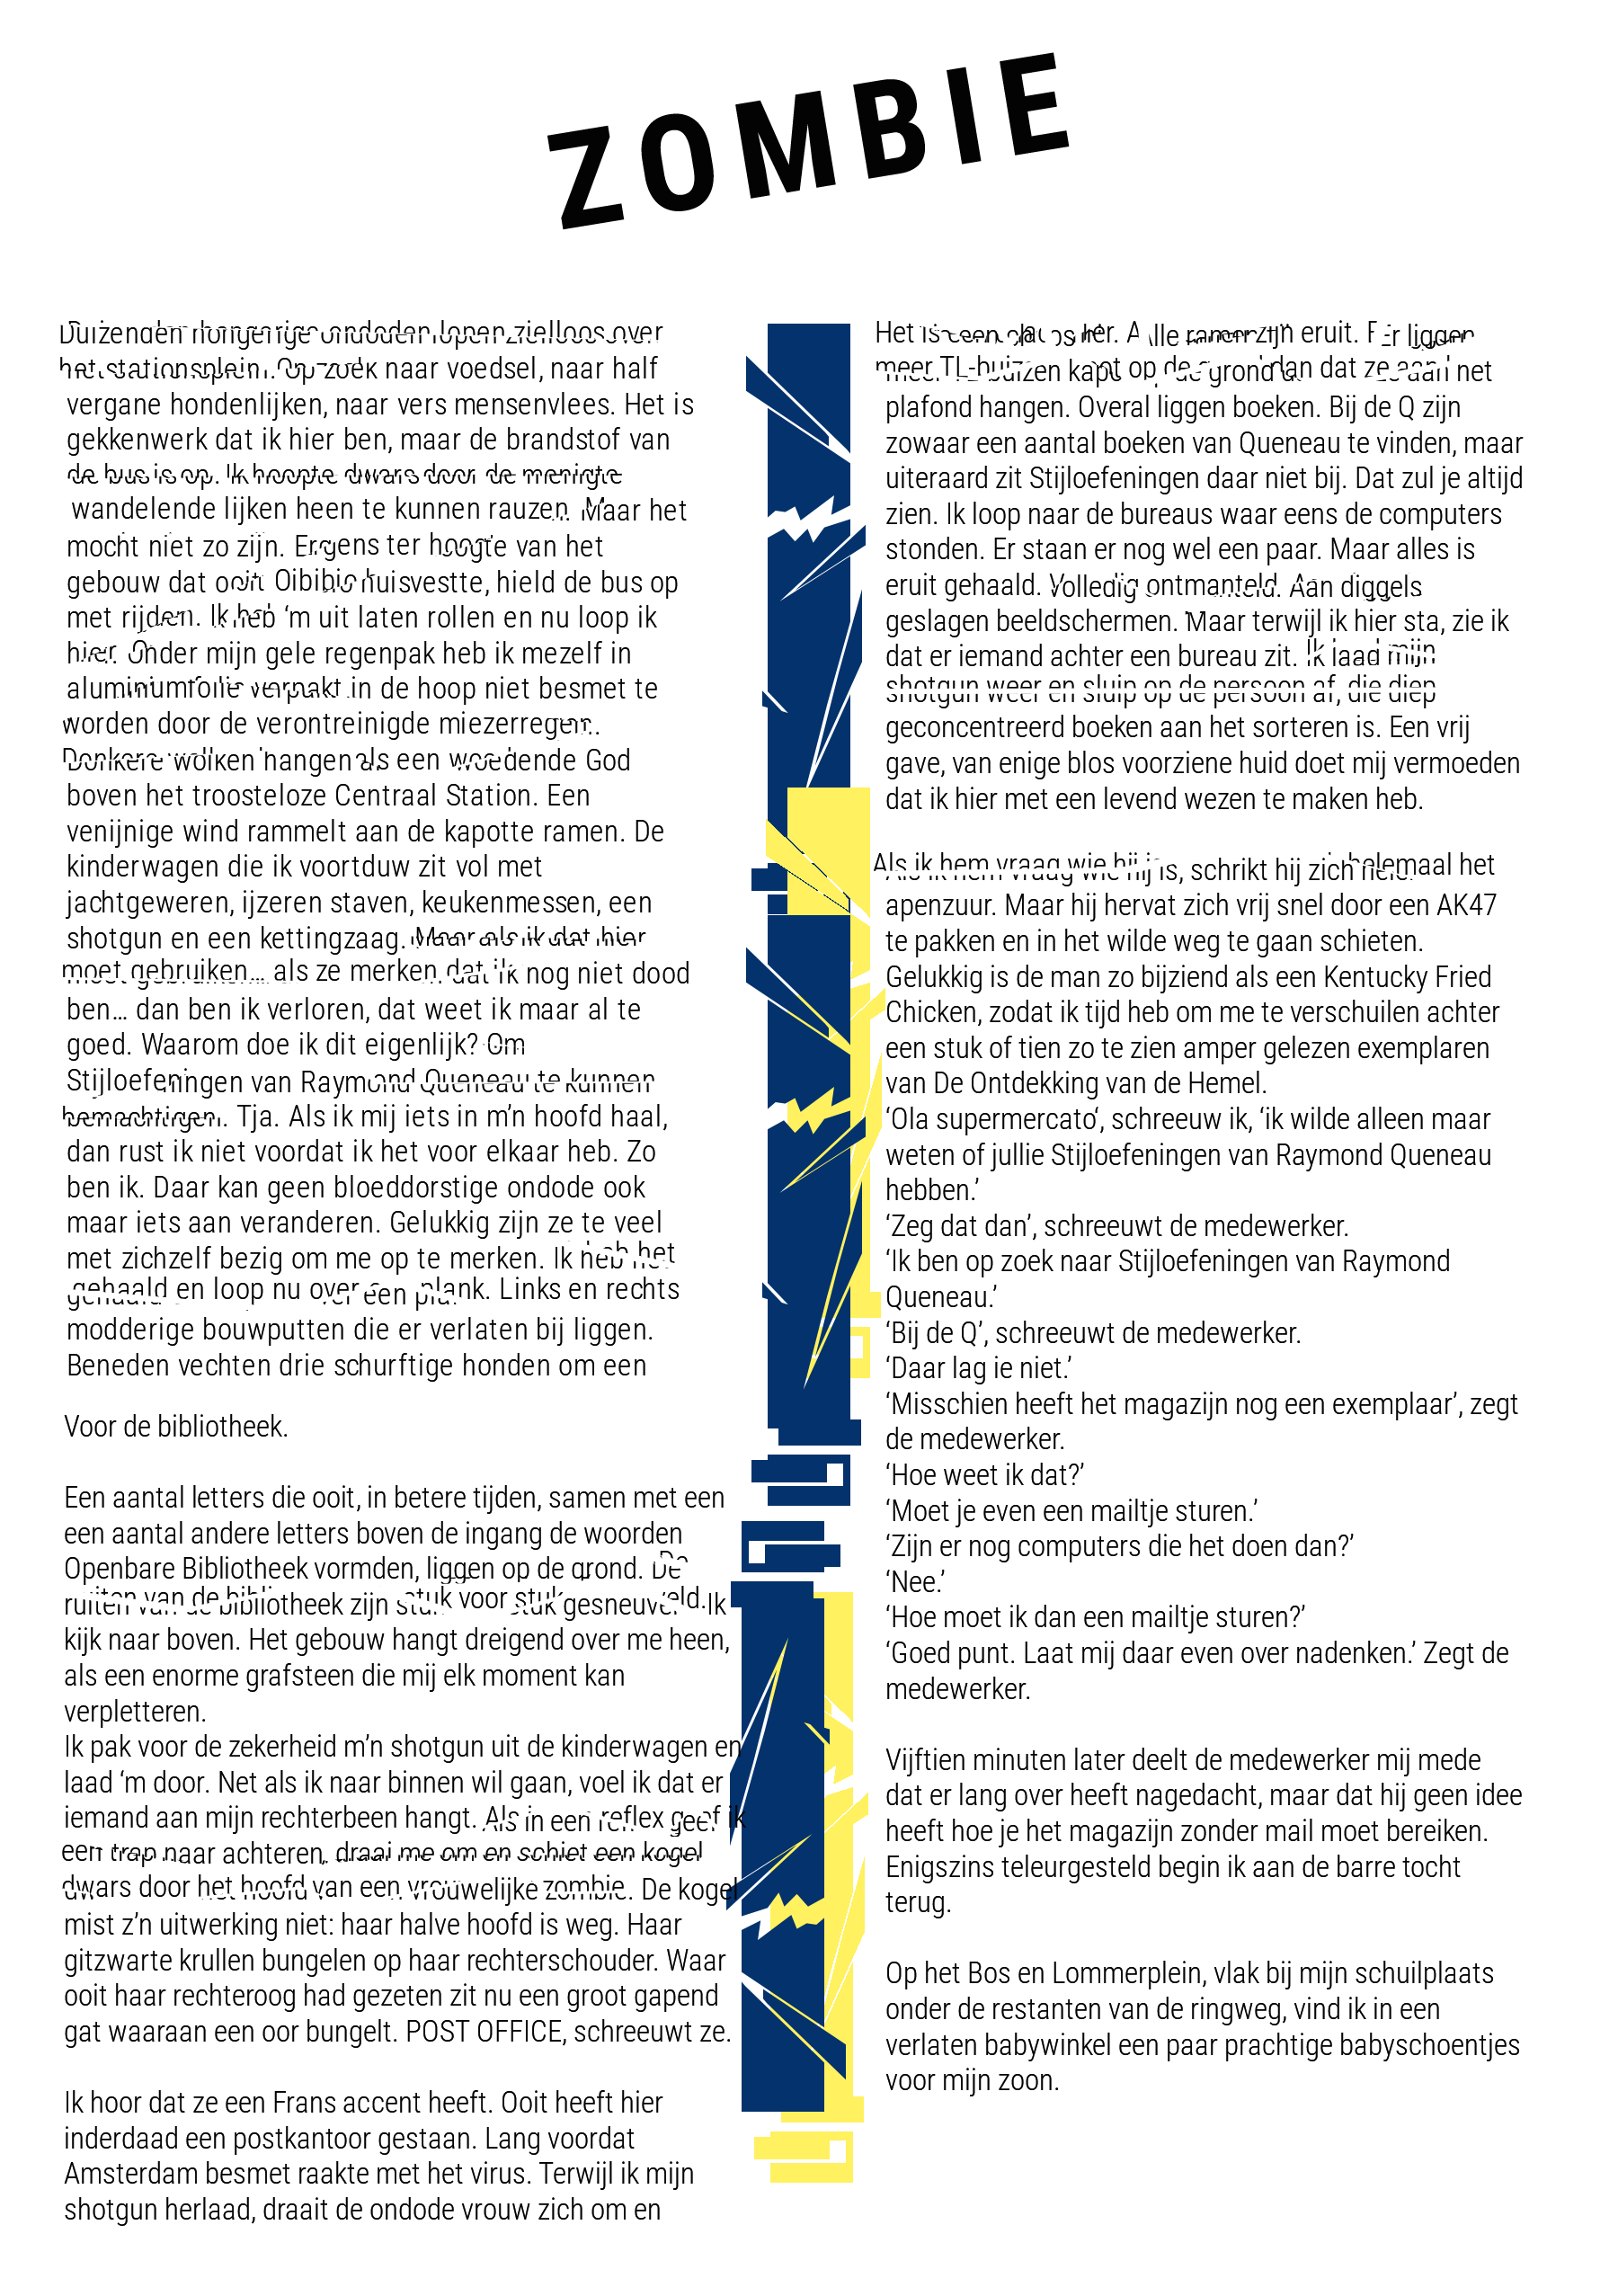 ZOMBIE
Duizenden hongerige ondoden lopen zielloos over
het stationsplein. Op zoek naar voedsel, naar half
vergane hondenlijken, naar vers mensenvlees. Het is
gekkenwerk dat ik hier ben, maar de brandstof van
de bus is op. Ik hoopte dwars door de menigte
wandelende lijken heen te kunnen rauzen. Maar het
mocht niet zo zijn. Ergens ter hoogte van het
gebouw dat ooit Oibibio huisvestte, hield de bus op
met rijden. Ik heb ‘m uit laten rollen en nu loop ik
hier. Onder mijn gele regenpak heb ik mezelf in
aluminiumfolie verpakt in de hoop niet besmet te
worden door de verontreinigde miezerregen.
Donkere wolken hangen als een woedende God
boven het troosteloze Centraal Station. Een
venijnige wind rammelt aan de kapotte ramen. De
kinderwagen die ik voortduw zit vol met
jachtgeweren, ijzeren staven, keukenmessen, een
shotgun en een kettingzaag. Maar als ik dat hier
moet gebruiken… als ze merken dat ik nog niet dood
ben… dan ben ik verloren, dat weet ik maar al te
goed. Waarom doe ik dit eigenlijk? Om
Stijloefeningen van Raymond Queneau te kunnen
bemachtigen. Tja. Als ik mij iets in m’n hoofd haal,
dan rust ik niet voordat ik het voor elkaar heb. Zo
ben ik. Daar kan geen bloeddorstige ondode ook
maar iets aan veranderen. Gelukkig zijn ze te veel
met zichzelf bezig om me op te merken. Ik heb het
gehaald en loop nu over een plank. Links en rechts
modderige bouwputten die er verlaten bij liggen.
Beneden vechten drie schurftige honden om een
Voor de bibliotheek.
Een aantal letters die ooit, in betere tijden, samen met een
een aantal andere letters boven de ingang de woorden
Openbare Bibliotheek vormden, liggen op de grond. De
ruiten van de bibliotheek zijn stuk voor stuk gesneuveld. Ik
kijk naar boven. Het gebouw hangt dreigend over me heen,
als een enorme grafsteen die mij elk moment kan
verpletteren.
Ik pak voor de zekerheid m’n shotgun uit de kinderwagen en
laad ‘m door. Net als ik naar binnen wil gaan, voel ik dat er
iemand aan mijn rechterbeen hangt. Als in een reflex geef ik
een trap naar achteren, draai me om en schiet een kogel
dwars door het hoofd van een vrouwelijke zombie. De kogel
mist z’n uitwerking niet: haar halve hoofd is weg. Haar
gitzwarte krullen bungelen op haar rechterschouder. Waar
ooit haar rechteroog had gezeten zit nu een groot gapend
gat waaraan een oor bungelt. POST OFFICE, schreeuwt ze.
Ik hoor dat ze een Frans accent heeft. Ooit heeft hier
inderdaad een postkantoor gestaan. Lang voordat
Amsterdam besmet raakte met het virus. Terwijl ik mijn
shotgun herlaad, draait de ondode vrouw zich om en
Het is een chaos hier. Alle ramen zijn eruit. Er liggen
meer TL-buizen kapot op de grond dan dat ze aan het
plafond hangen. Overal liggen boeken. Bij de Q zijn
zowaar een aantal boeken van Queneau te vinden, maar
uiteraard zit Stijloefeningen daar niet bij. Dat zul je altijd
zien. Ik loop naar de bureaus waar eens de computers
stonden. Er staan er nog wel een paar. Maar alles is
eruit gehaald. Volledig ontmanteld. Aan diggels
geslagen beeldschermen. Maar terwijl ik hier sta, zie ik
dat er iemand achter een bureau zit. Ik laad mijn
shotgun weer en sluip op de persoon af, die diep
geconcentreerd boeken aan het sorteren is. Een vrij
gave, van enige blos voorziene huid doet mij vermoeden
dat ik hier met een levend wezen te maken heb.
Als ik hem vraag wie hij is, schrikt hij zich helemaal het
apenzuur. Maar hij hervat zich vrij snel door een AK47
te pakken en in het wilde weg te gaan schieten.
Gelukkig is de man zo bijziend als een Kentucky Fried
Chicken, zodat ik tijd heb om me te verschuilen achter
een stuk of tien zo te zien amper gelezen exemplaren
van De Ontdekking van de Hemel.
‘Ola supermercato‘, schreeuw ik, ‘ik wilde alleen maar
weten of jullie Stijloefeningen van Raymond Queneau
hebben.’
‘Zeg dat dan’, schreeuwt de medewerker.
‘Ik ben op zoek naar Stijloefeningen van Raymond
Queneau.’
‘Bij de Q’, schreeuwt de medewerker.
‘Daar lag ie niet.’
‘Misschien heeft het magazijn nog een exemplaar’, zegt
de medewerker.
‘Hoe weet ik dat?’
‘Moet je even een mailtje sturen.’
‘Zijn er nog computers die het doen dan?’
‘Nee.’
‘Hoe moet ik dan een mailtje sturen?’
‘Goed punt. Laat mij daar even over nadenken.’ Zegt de
medewerker.
Vijftien minuten later deelt de medewerker mij mede
dat er lang over heeft nagedacht, maar dat hij geen idee
heeft hoe je het magazijn zonder mail moet bereiken.
Enigszins teleurgesteld begin ik aan de barre tocht
terug.
Op het Bos en Lommerplein, vlak bij mijn schuilplaats
onder de restanten van de ringweg, vind ik in een
verlaten babywinkel een paar prachtige babyschoentjes
voor mijn zoon.